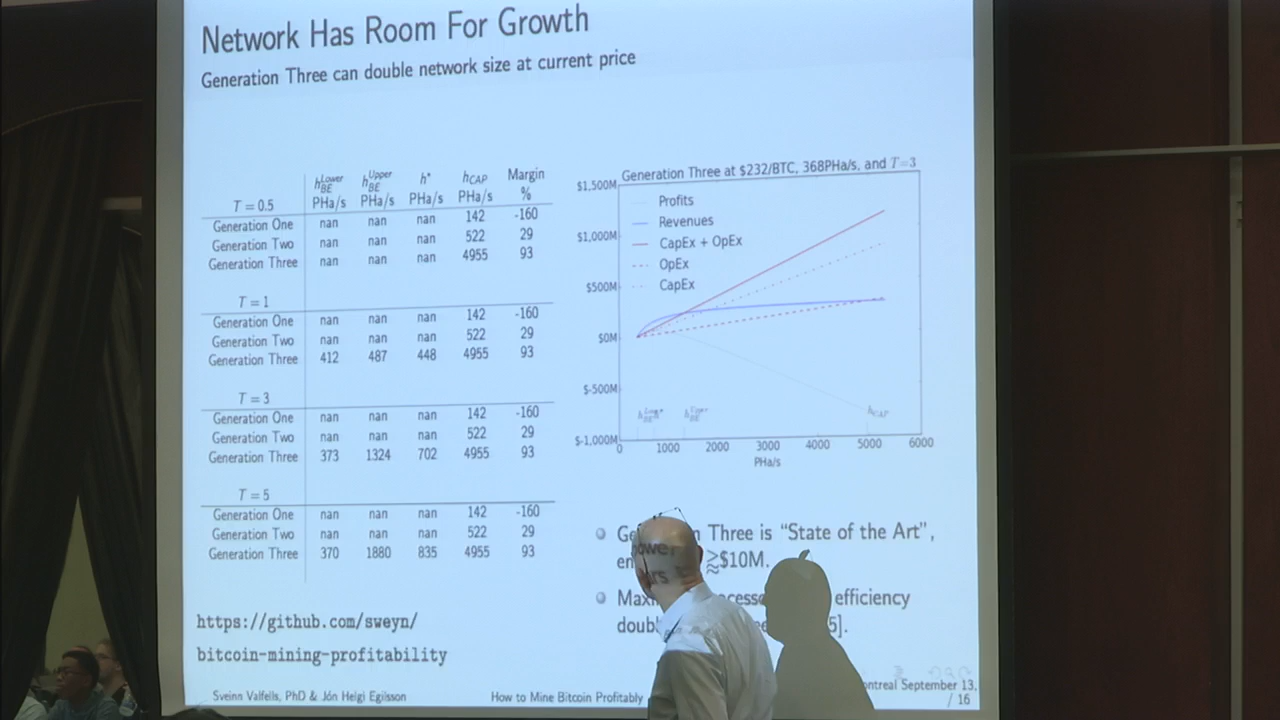 Network Has Room For Growth
Generation Three can double network size at current price
h^Lower_BE h^Upper_BE h* h_CAP Margin
T = 0.5 PHa/s PHa/s PHa/s PHa/s %
Generation One nan nan nan 142 -160
Generation Two nan nan nan 522 29
Generation Three nan nan nan 4955 93
T = 1
Generation One nan nan nan 142 -160
Generation Two nan nan nan 522 29
Generation Three 412 487 448 4955 93
T = 3
Generation One nan nan nan 142 -160
Generation Two nan nan nan 522 29
Generation Three 373 1324 702 4955 93
T = 5
Generation One nan nan nan 142 -160
Generation Two nan nan nan 522 29
Generation Three 370 1880 835 4955 93
https://github.com/sweyn/
bitcoin-mining-profitability
Generation Three at $232/BTC, 368PHa/s, and T=3
$1,500M
$1,000M
$500M
$0M
$-500M
$-1,000M
Profits
Revenues
CapEx + OpEx
OpEx
CapEx
h^Upper_BE h_CAP
0 1000 2000 3000 4000 5000 6000
PHa/s
Three is “State of the Art”,
≳$10M.
efficiency
5].
Sveinn Valfells, PhD & Jón Helgi Egilsson How to Mine Bitcoin Profitably September 13,
/ 16